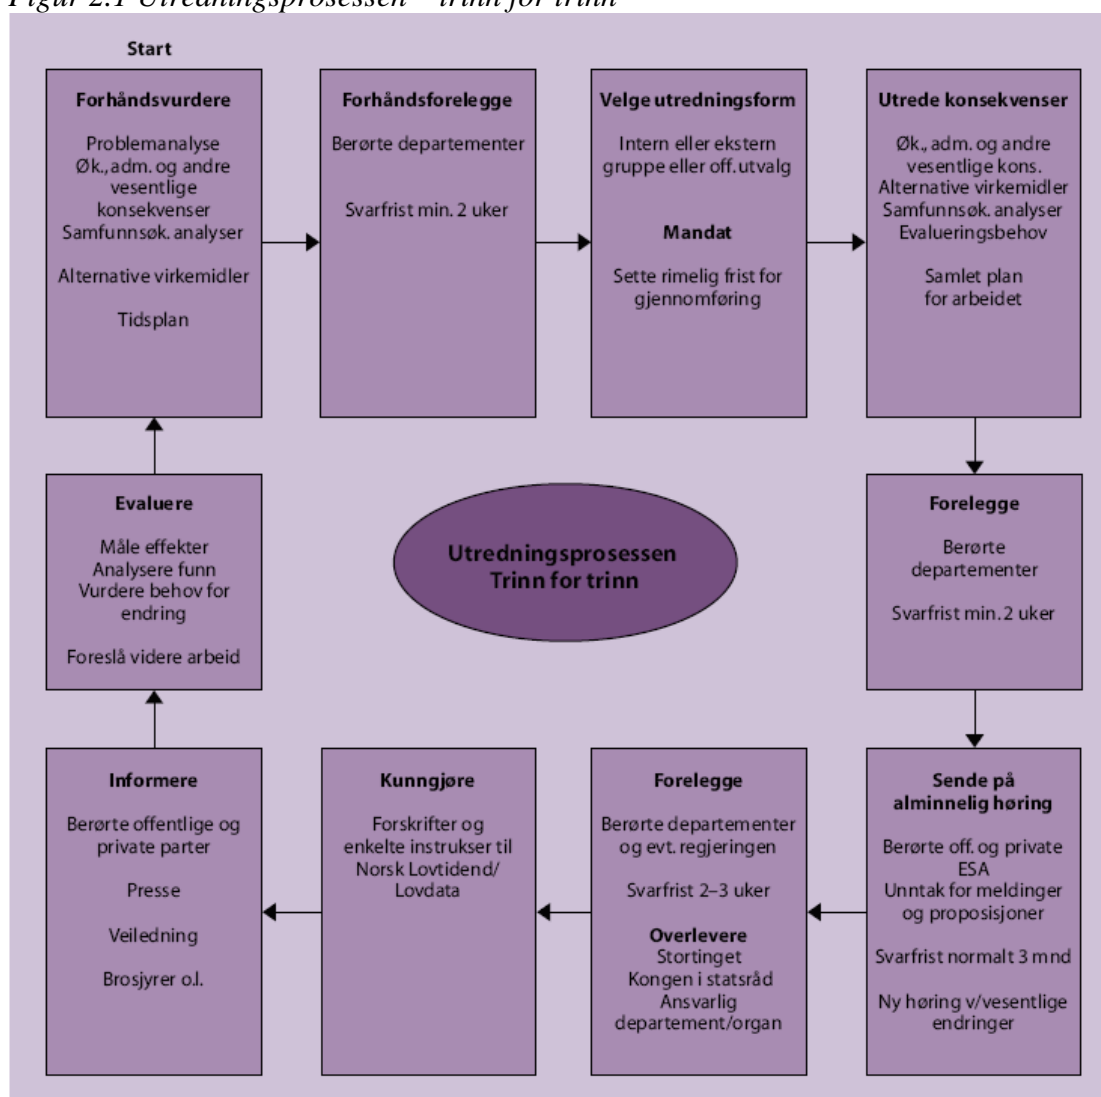 Figur 2.1 Utredningsprosessen – trinn for trinn
Start
Forhåndsvurdere
Problemanalyse
Øk., adm. og andre
vesentlige
konsekvenser
Samfunnsøk. analyser
Alternative virkemidler
Tidsplan
Forhåndsforelegge
Berørte departementer
Svarfrist min. 2 uker
Velge utredningsform
Intern eller ekstern
gruppe eller off. utvalg
Mandat
Sette rimelig frist for
gjennomføring
Utrede konsekvenser
Øk., adm. og andre
vesentlige kons.
Alternative virkemidler
Samfunnsøk. analyser
Evalueringsbehov
Samlet plan
for arbeidet
Forelegge
Berørte
departementer
Svarfrist min. 2 uker
Sende på
alminnelig høring
Berørte off. og private
ESA
Unntak for meldinger
og proposisjoner
Svarfrist normalt 3 mnd
Ny høring v/vesentlige
endringer
Forelegge
Berørte departementer
og evt. regjeringen
Svarfrist 2–3 uker
Overlevere
Stortinget
Kongen i statsråd
Ansvarlig
departement/organ
Kunngjøre
Forskrifter og
enkelte instrukser til
Norsk Lovtidend/
Lovdata
Informere
Berørte offentlige og
private parter
Presse
Veiledning
Brosjyrer o.l.
Evaluere
Måle effekter
Analysere funn
Vurdere behov for
endring
Foreslå videre arbeid
Utredningsprosessen
Trinn for trinn